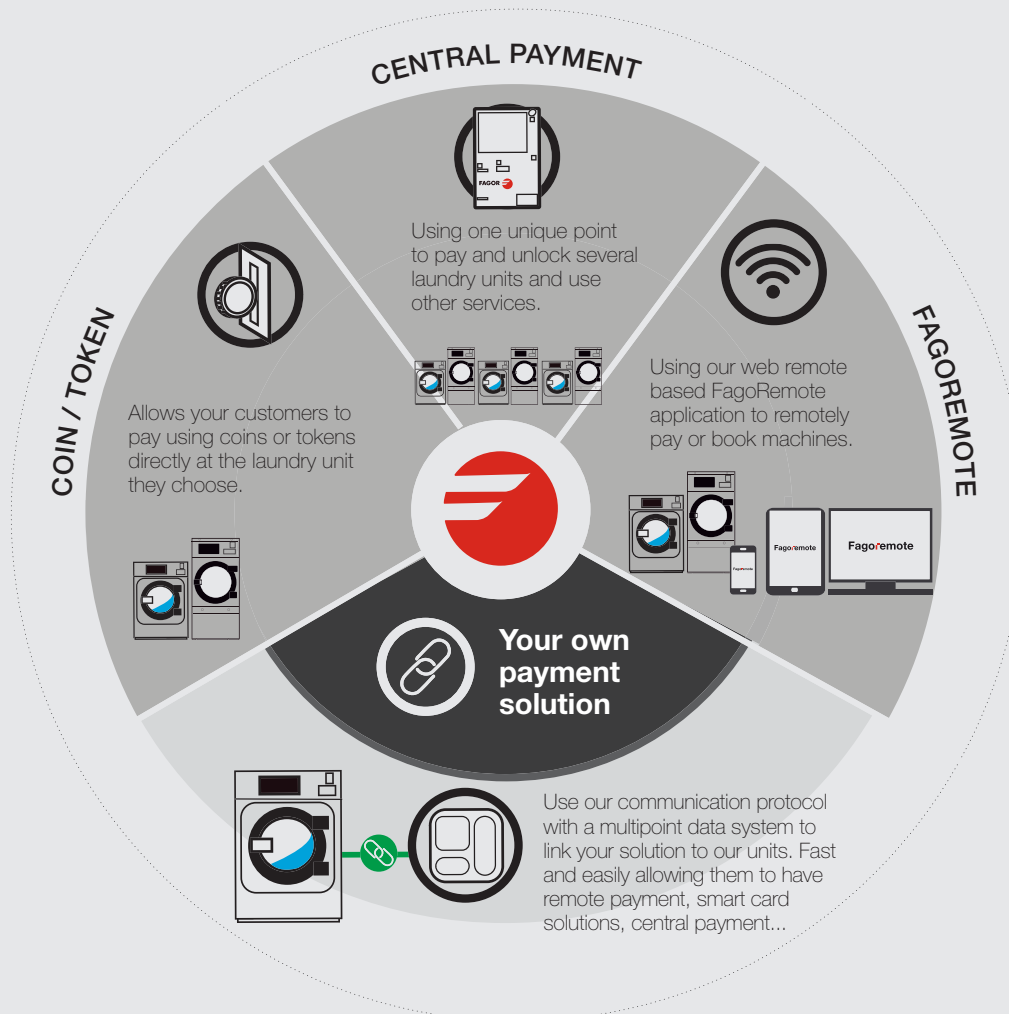 CENTRAL PAYMENT
FAGOR
Using one unique point
to pay and unlock several
laundry units and use
other services.
COIN / TOKEN
Allows your customers to
pay using coins or tokens
directly at the laundry unit
they choose.
FAGOREMOTE
Using our web remote
based FagoRemote
application to remotely
pay or book machines.
Fagoremote
Fagoremote
Fagoremote
Your own
payment
solution
Use our communication protocol
with a multipoint data system to
link your solution to our units. Fast
and easily allowing them to have
remote payment, smart card
solutions, central payment...